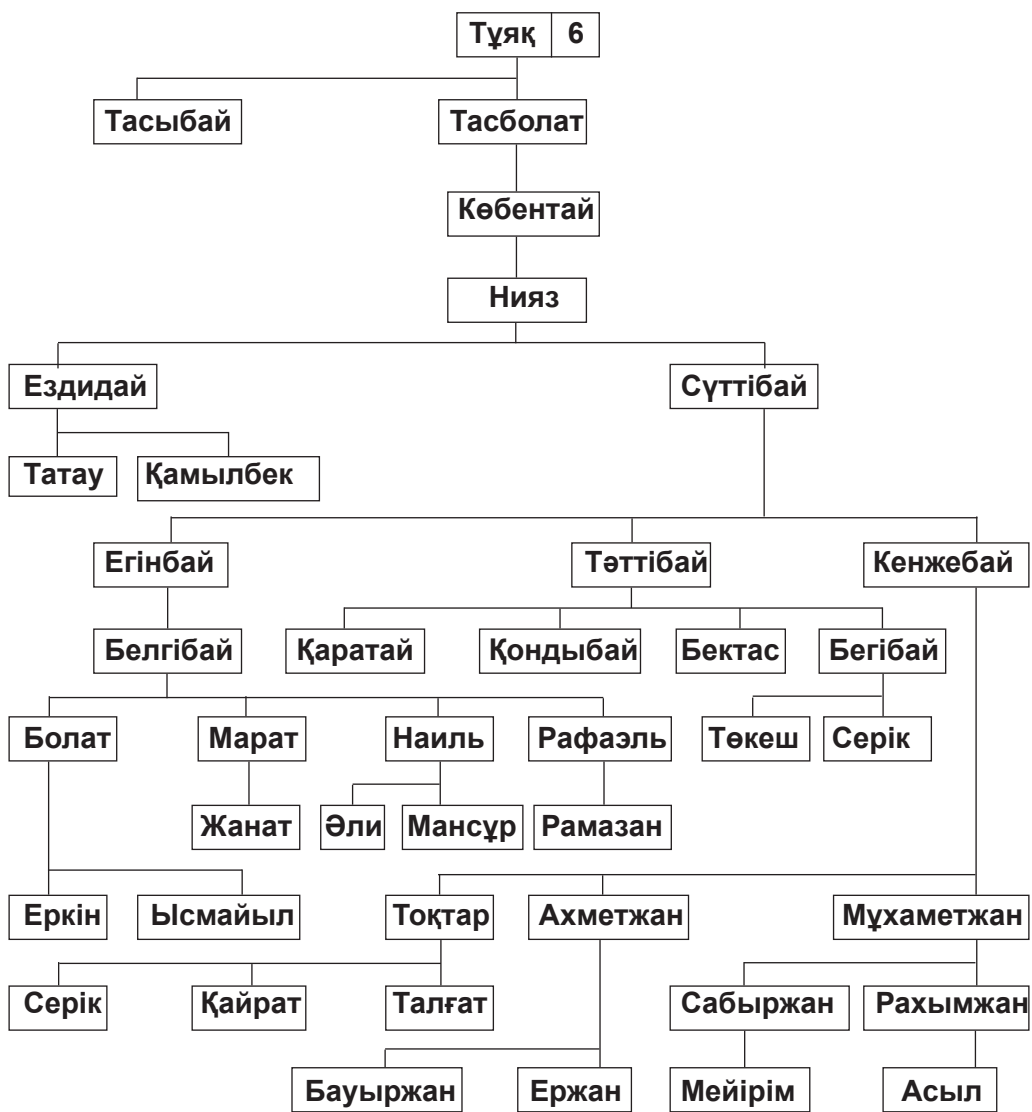 Тұяқ 6
Тасыбай Тасболат
Көбентай
Нияз
Ездидай Сүттібай
Татау Қамылбек
Егінбай Тәттібай Кенжебай
Белгібай Қаратай Қондыбай Бектас Бегібай
Болат Марат Наиль Рафаэль Төкеш Серік
Жанат Әли Мансұр Рамазан
Еркін Ысмайыл Тоқтар Ахметжан Мұхаметжан
Серік Қайрат Талғат Сабыржан Рахымжан
Бауыржан Ержан Мейірім Асыл